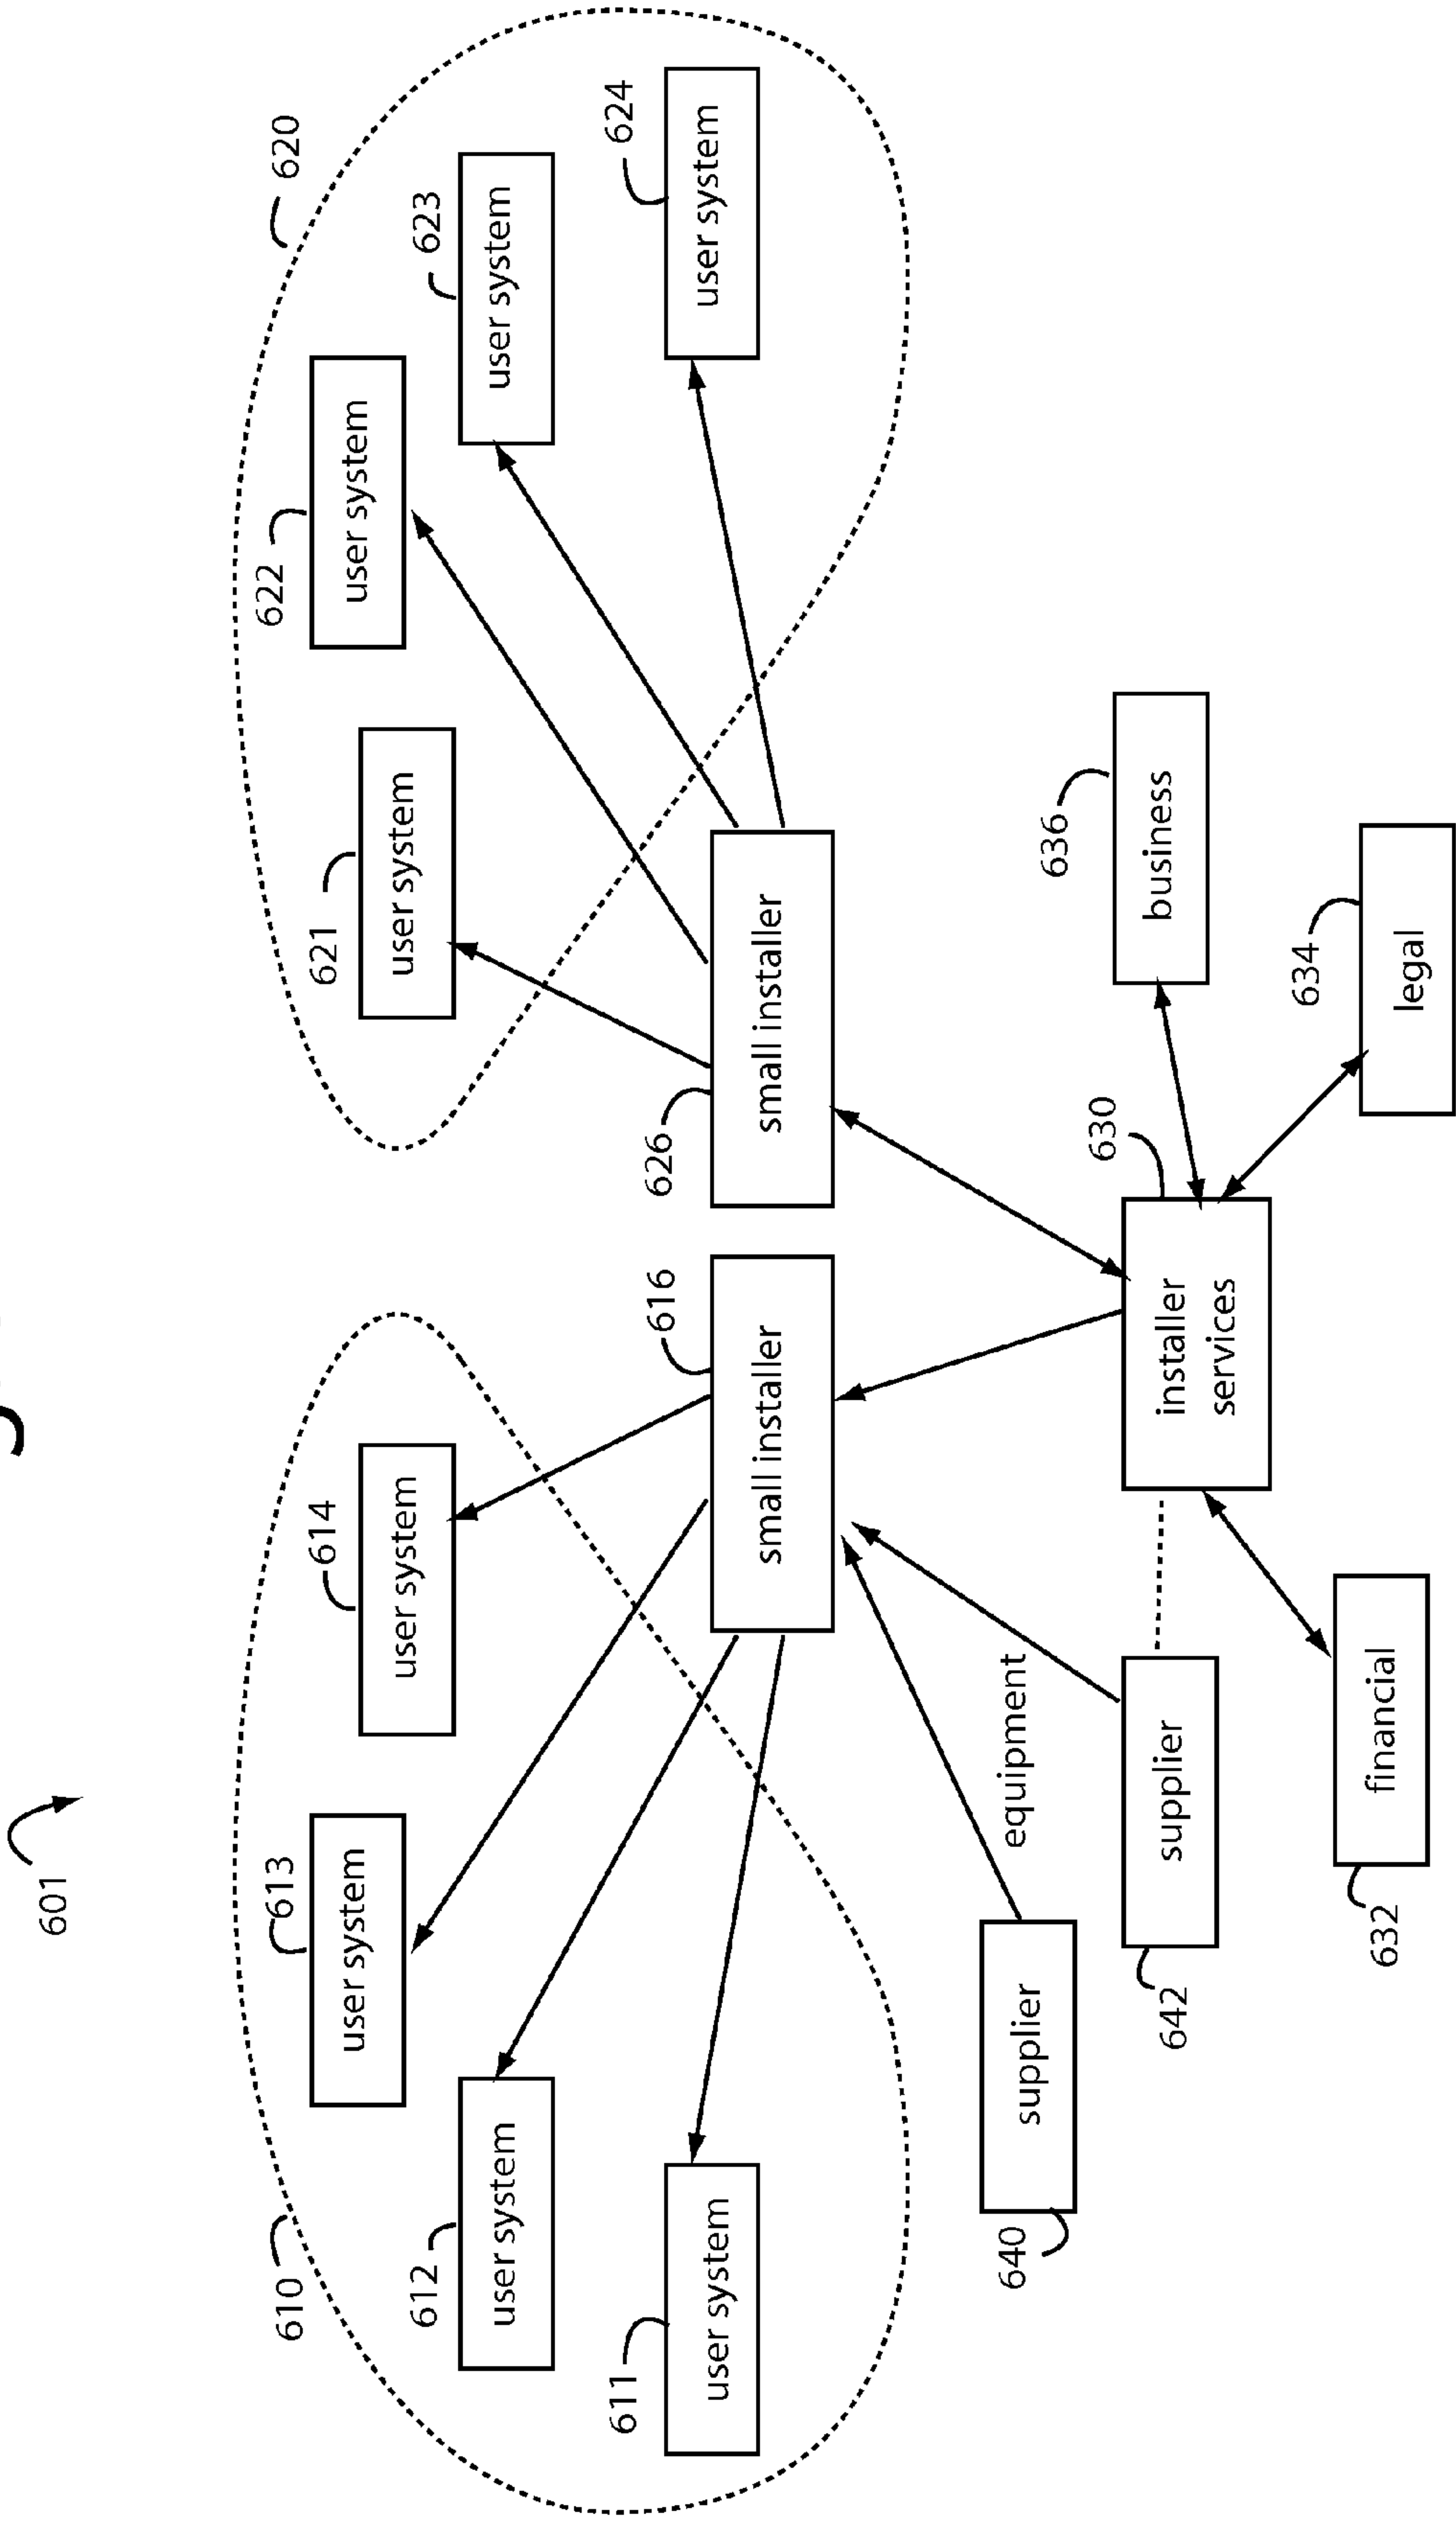 601
610
620
613
user system
622
user system
614
user system
621
user system
612
user system
623
user system
611
user system
624
user system
616
small installer
626
small installer
equipment
640
supplier
642
supplier
630
installer
services
636
business
632
financial
634
legal